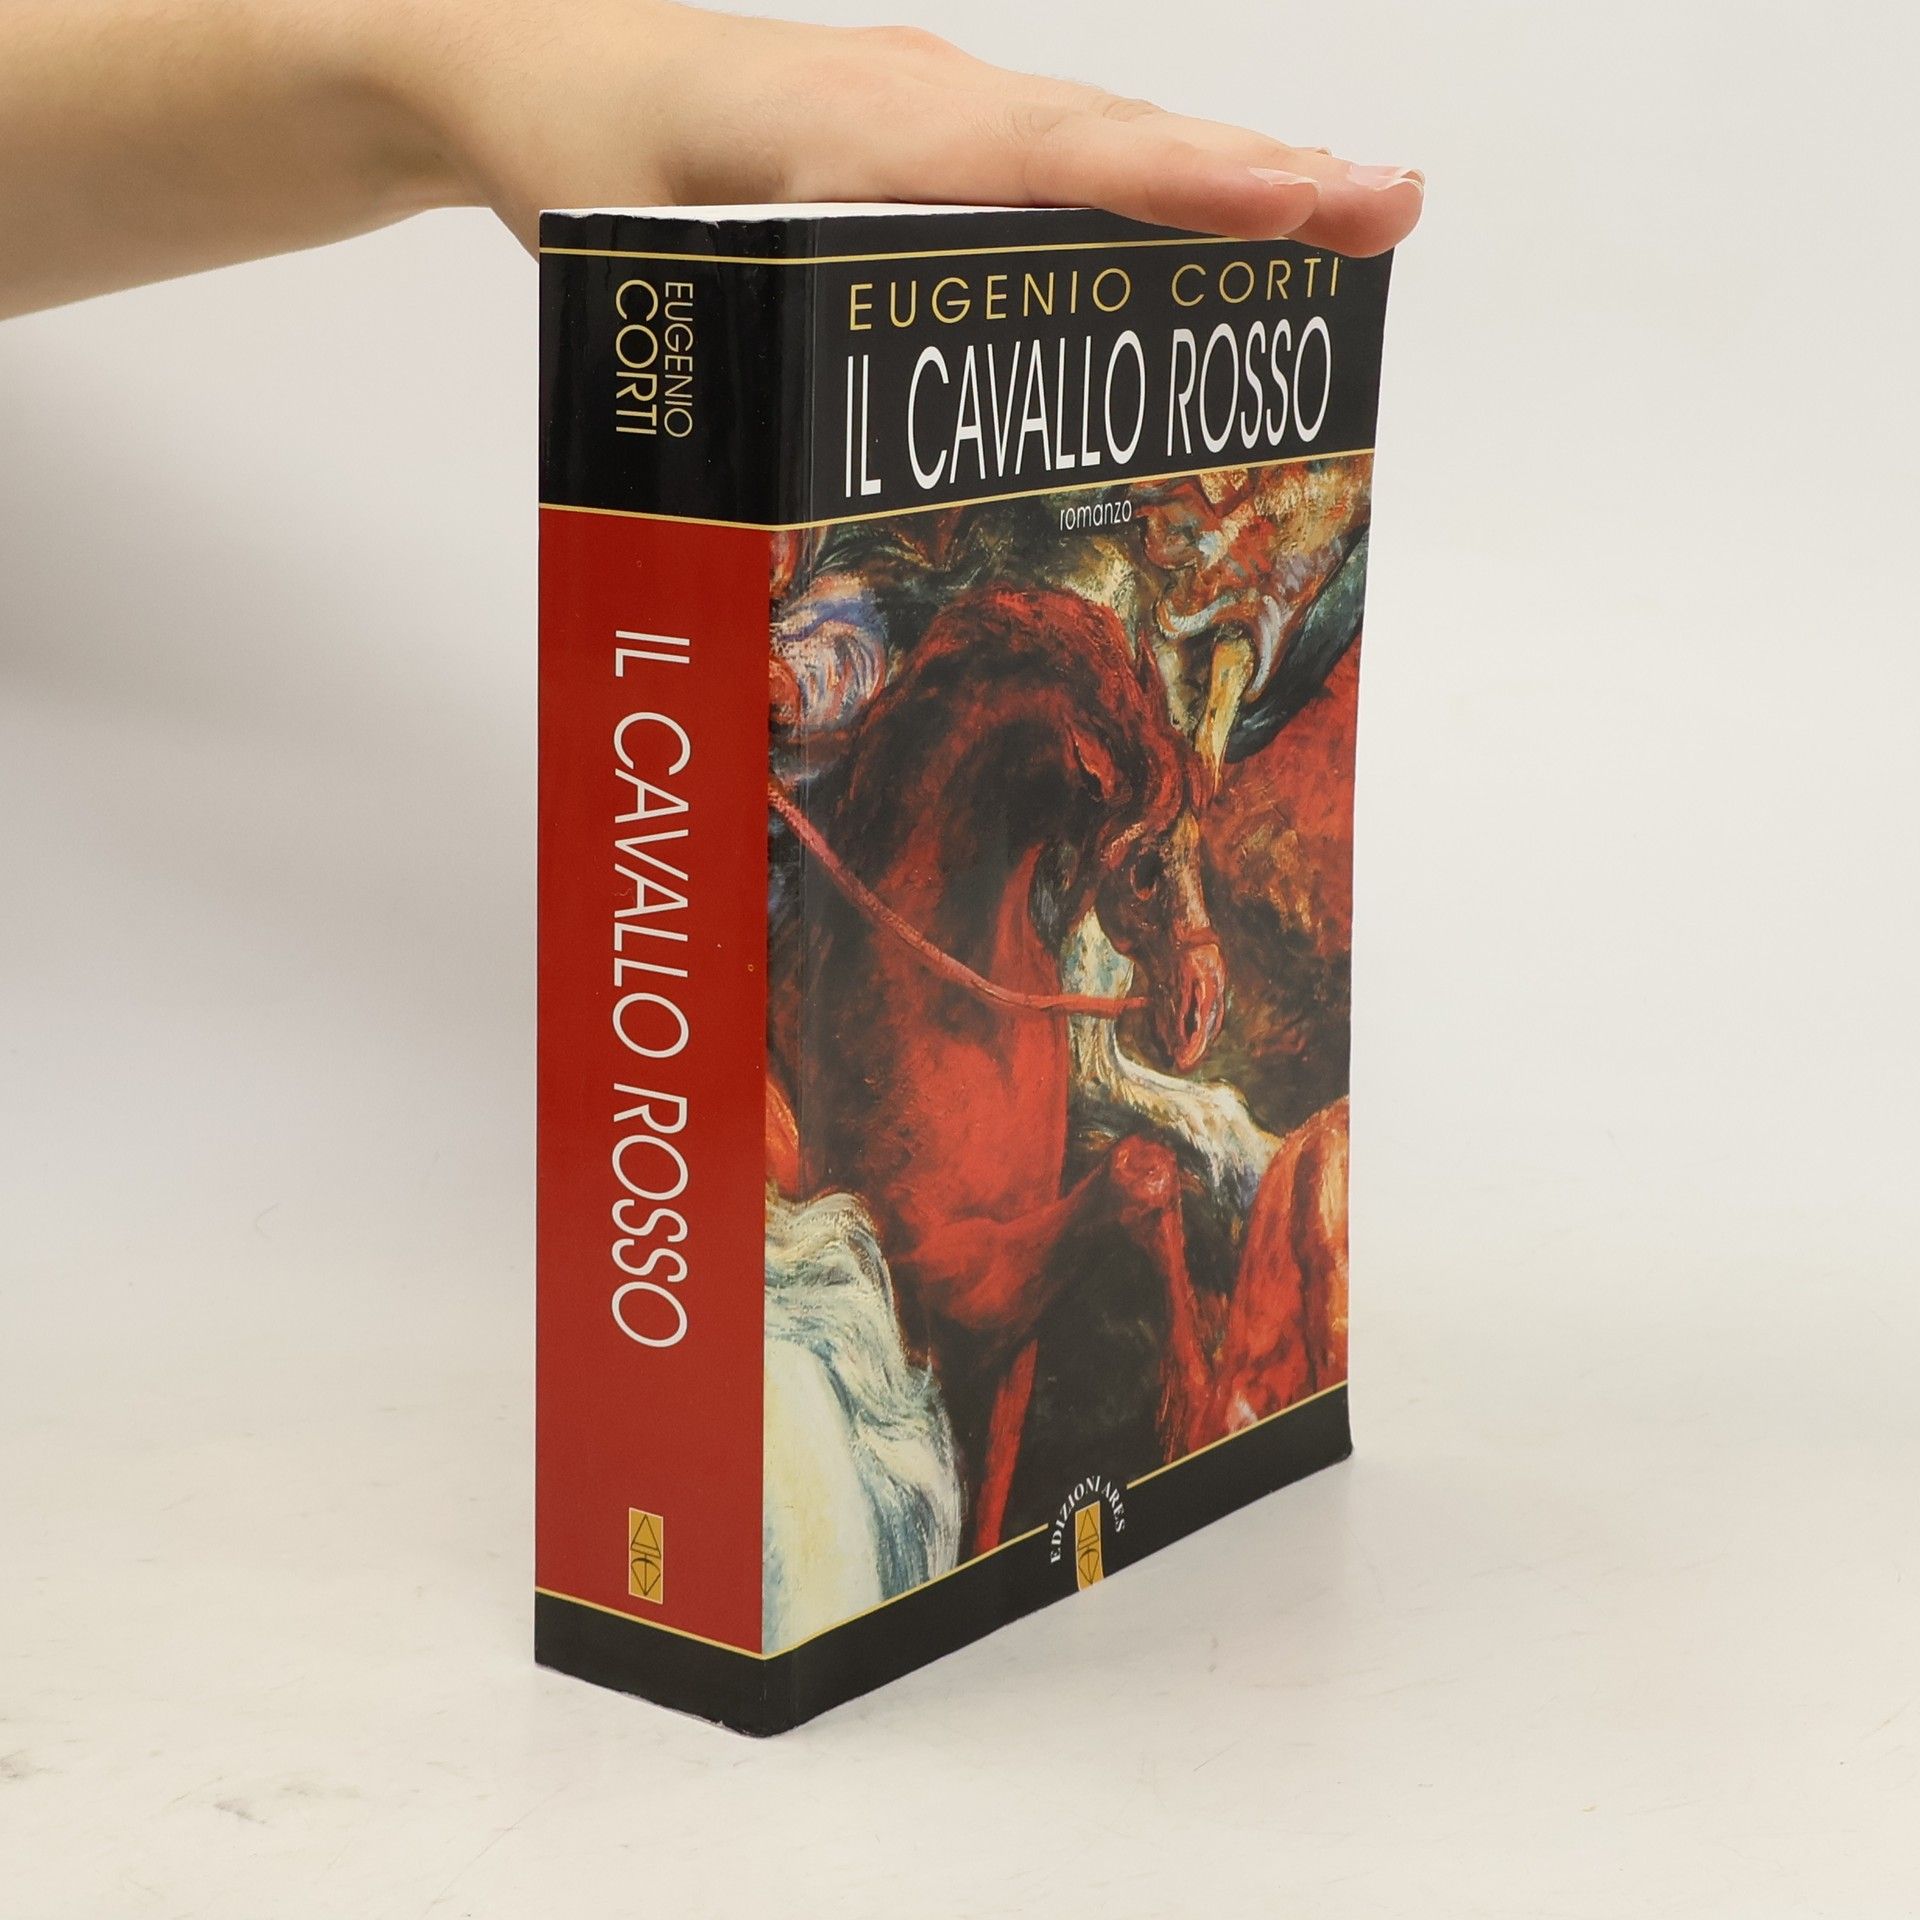 EUGENIO
CORTI
IL CAVALLO ROSSO
EUGENIO CORTI
IL CAVALLO ROSSO
romanzo
EDIZIONI ARES